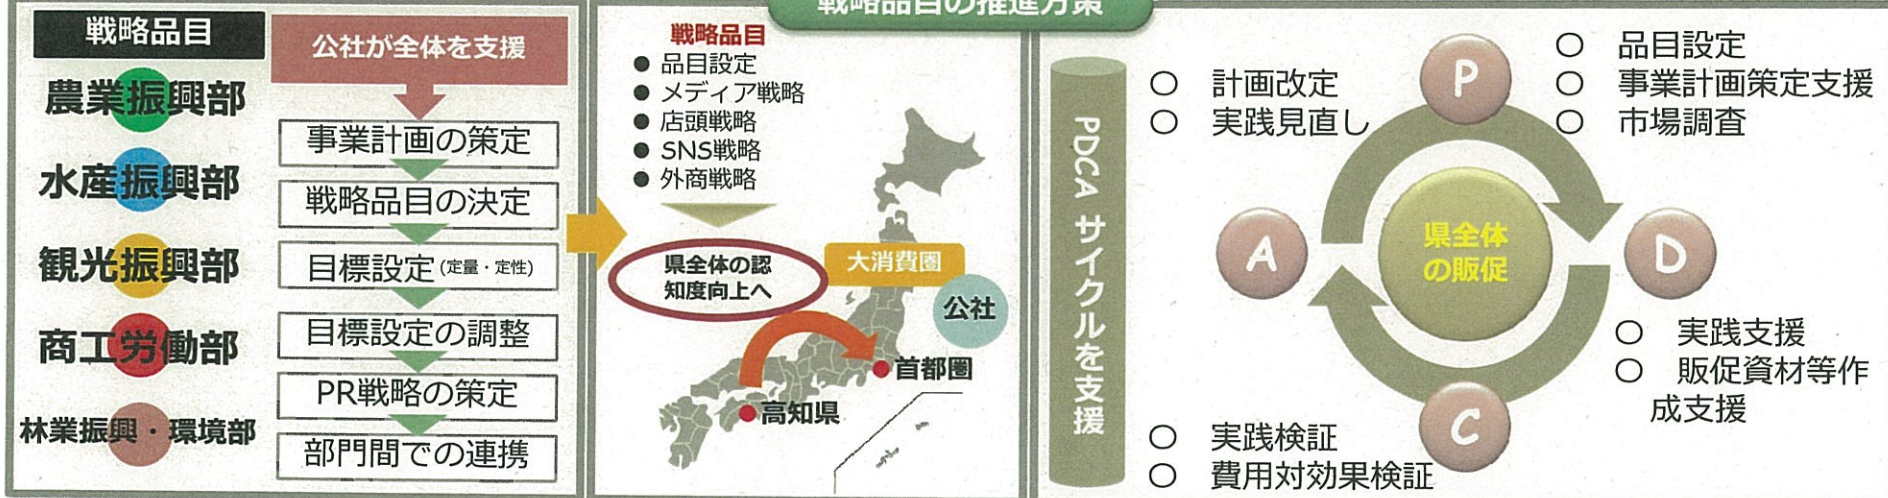 戦略品目の推進方策
戦略品目
農業振興部
水産振興部
観光振興部
商工労働部
林業振興・環境部
公社が全体を支援
事業計画の策定
戦略品目の決定
目標設定(定量・定性)
目標設定の調整
PR戦略の策定
部門間での連携
戦略品目
● 品目設定
● メディア戦略
● 店頭戦略
● SNS戦略
● 外商戦略
県全体の認
知度向上へ
大消費圏
公社
首都圏
高知県
PDCAサイクルを支援
○ 計画改定
○ 実践見直し
P
○ 品目設定
○ 事業計画策定支援
○ 市場調査
A
県全体
の販促
D
○ 実践支援
○ 販促資材等作
成支援
C
○ 実践検証
○ 費用対効果検証